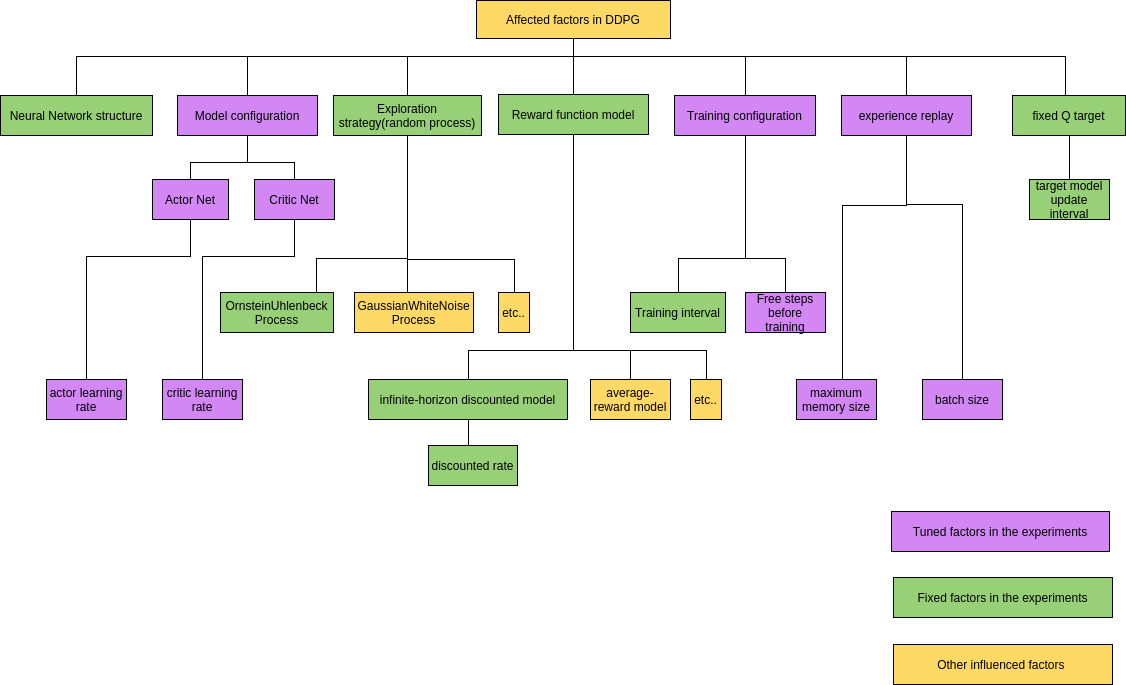 Affected factors in DDPG
Neural Network structure
Model configuration
Exploration
strategy(random process)
Reward function model
Training configuration
experience replay
fixed Q target
Actor Net
Critic Net
target model
update
interval
OrnsteinUhlenbeck
Process
GaussianWhiteNoise
Process
etc..
Training interval
Free steps
before
training
actor learning
rate
critic learning
rate
infinite-horizon discounted model
average-
reward model
etc..
maximum
memory size
batch size
discounted rate
Tuned factors in the experiments
Fixed factors in the experiments
Other influenced factors